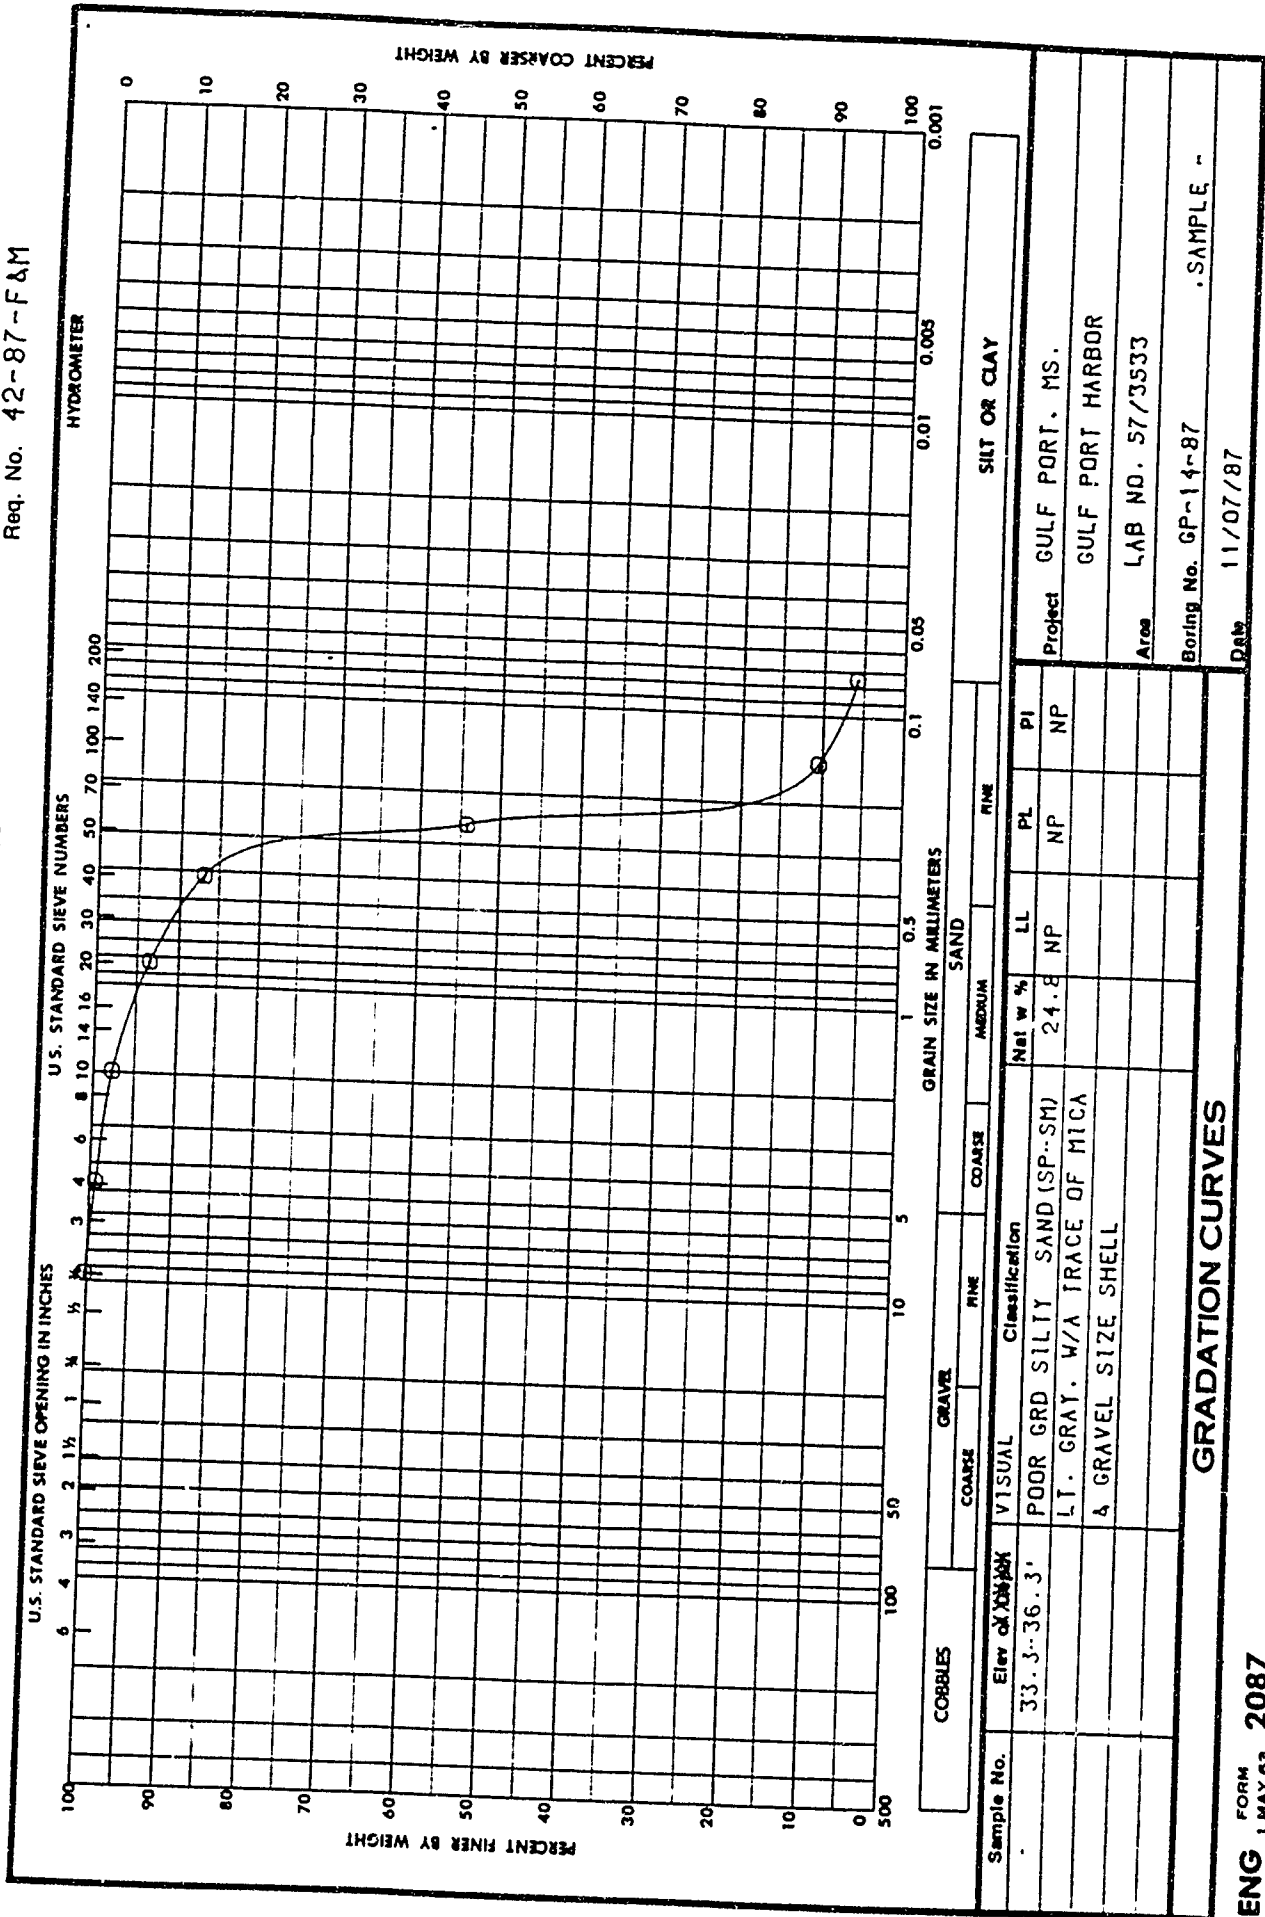 Req. No. 42-87-F&M
U.S. STANDARD SIEVE OPENING IN INCHES
U.S. STANDARD SIEVE NUMBERS
HYDROMETER
6 4 3 2 1½ 1 ¾ ½ ⅜ 3 4 6 8 10 14 16 20 30 40 50 70 100 140 200
PERCENT FINER BY WEIGHT
100
90
80
70
60
50
40
30
20
10
0
PERCENT COARSER BY WEIGHT
0
10
20
30
40
50
60
70
80
90
100
500 100 50 10 5 1 0.5 0.1 0.05 0.01 0.005 0.001
GRAIN SIZE IN MILLIMETERS
COBBLES
GRAVEL
SAND
SILT OR CLAY
COARSE
FINE
COARSE
MEDIUM
FINE
Sample No.
Elev or
Classification
Nat w %
LL
PL
PI
VISUAL
33.3-36.3'
POOR GRD SILTY SAND (SP-SM)
24.8
NP
NP
NP
LT. GRAY, W/A TRACE OF MICA
& GRAVEL SIZE SHELL
Project GULF PORT, MS.
GULF PORT HARBOR
Area LAB NO. 57/3533
Boring No. GP-14-87 , SAMPLE -
Date 11/07/87
GRADATION CURVES
ENG FORM 1 MAY 63 2087